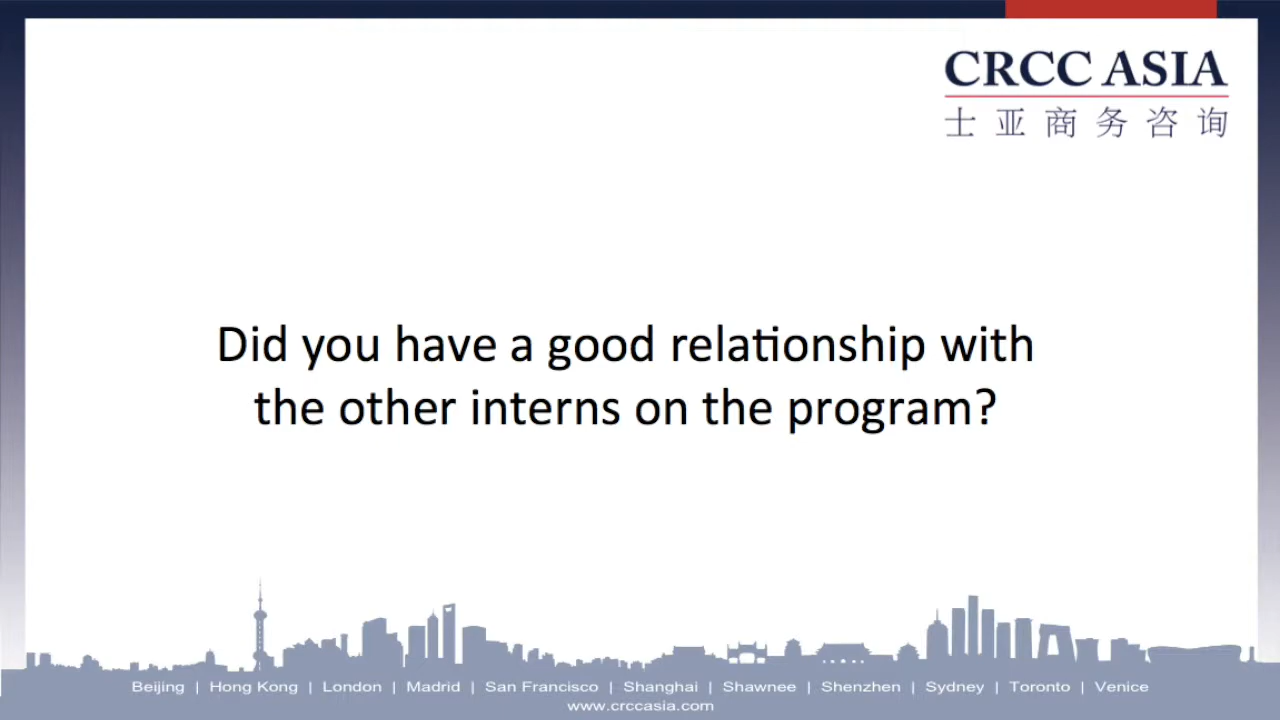 CRCC ASIA
士亚商务咨询
Did you have a good relationship with
the other interns on the program?
Beijing | Hong Kong | London | Madrid | San Francisco | Shanghai | Shawnee | Shenzhen | Sydney | Toronto | Venice
www.crccasia.com